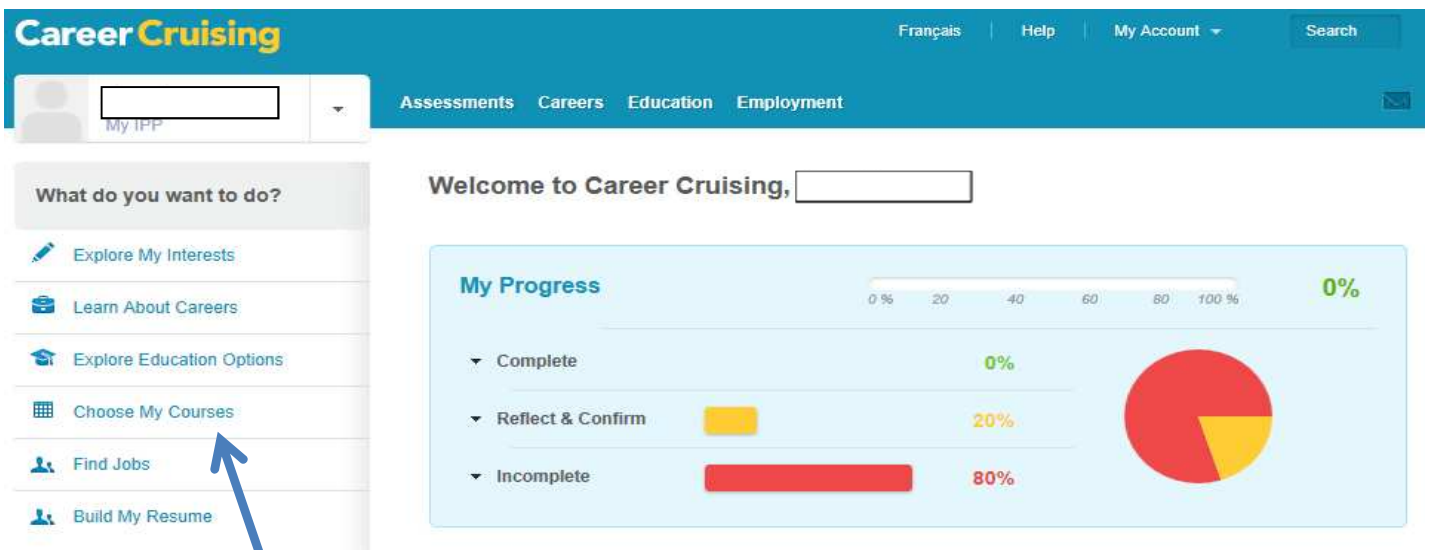 Career Cruising
Français | Help | My Account Search
My IPP
Assessments Careers Education Employment
What do you want to do?
Explore My Interests
Learn About Careers
Explore Education Options
Choose My Courses
Find Jobs
Build My Resume
Welcome to Career Cruising,
My Progress
0 % 20 40 60 80 100 %
0%
Complete 0%
Reflect & Confirm 20%
Incomplete 80%